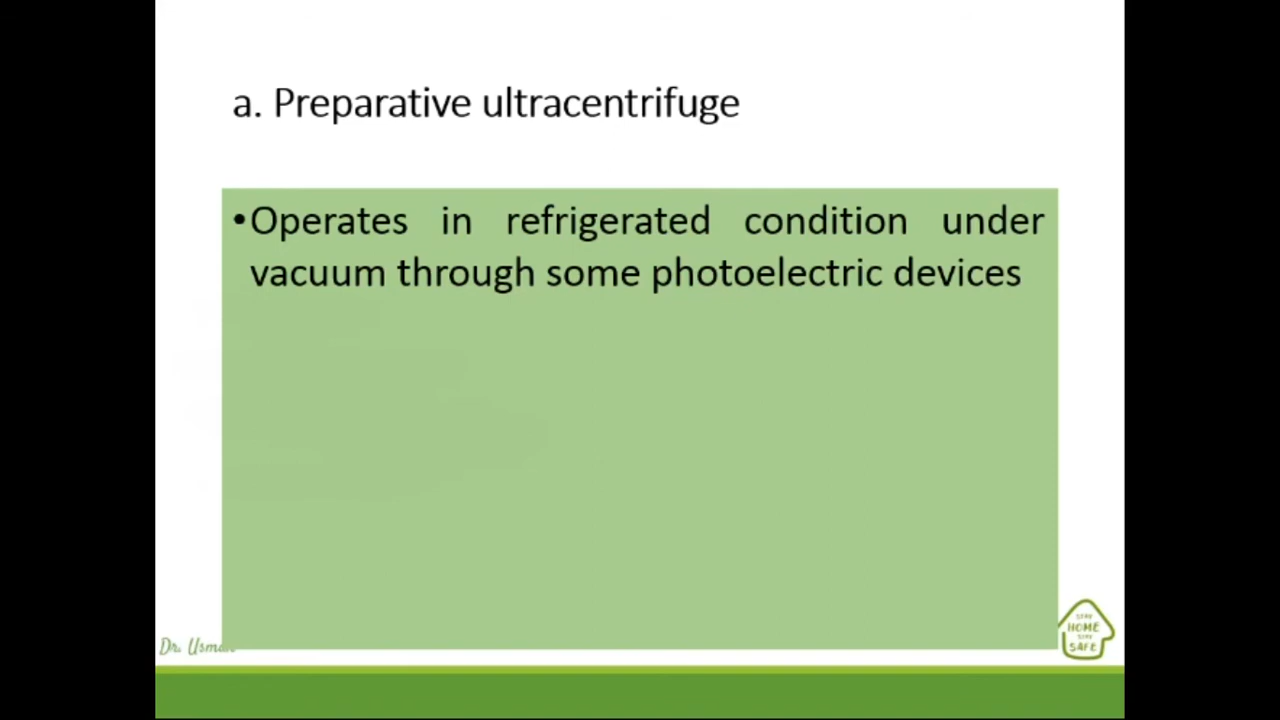 a. Preparative ultracentrifuge
•Operates in refrigerated condition under
vacuum through some photoelectric devices
Dr. Usman
STAY
HOME
STAY
SAFE